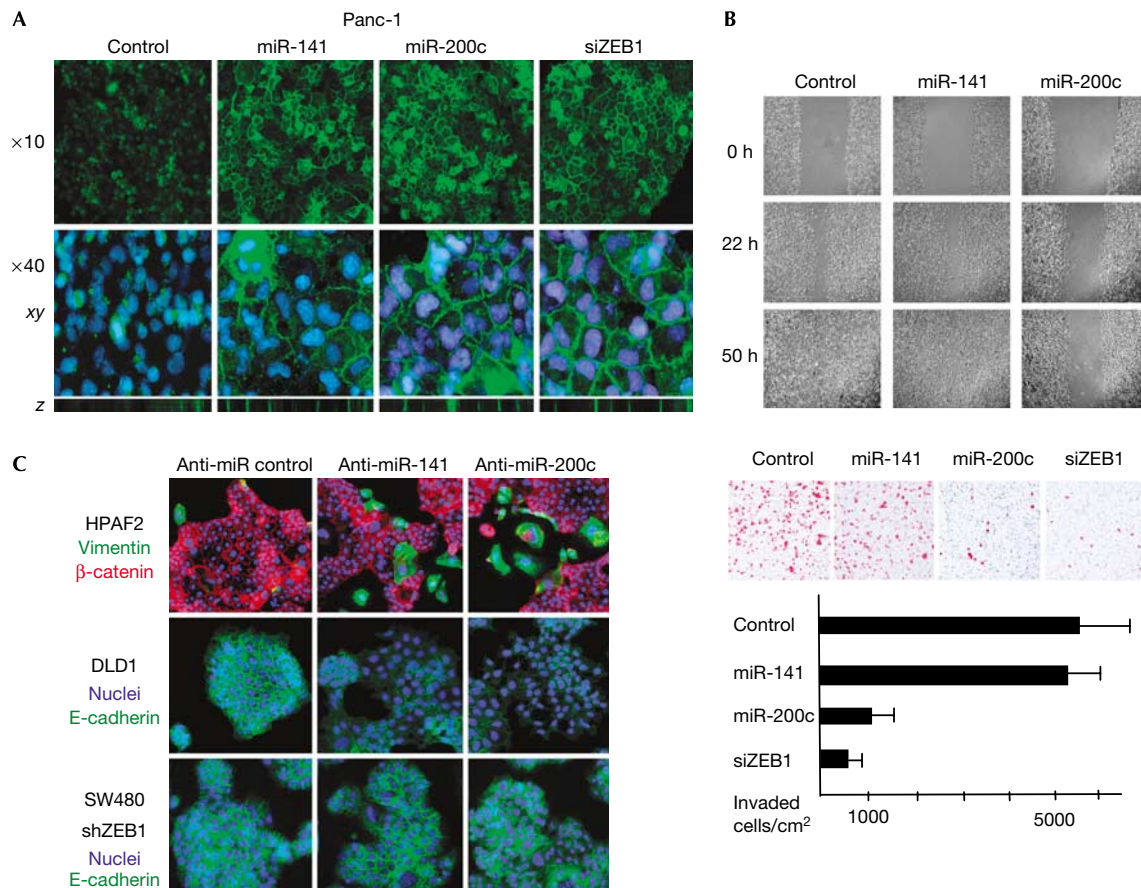 A
Panc-1
Control miR-141 miR-200c siZEB1
×10
×40
xy
z
B
Control miR-141 miR-200c
0 h
22 h
50 h
C
Anti-miR control Anti-miR-141 Anti-miR-200c
HPAF2
Vimentin
β-catenin
DLD1
Nuclei
E-cadherin
SW480
shZEB1
Nuclei
E-cadherin
Control miR-141 miR-200c siZEB1
Control
miR-141
miR-200c
siZEB1
Invaded
cells/cm²
1000 5000